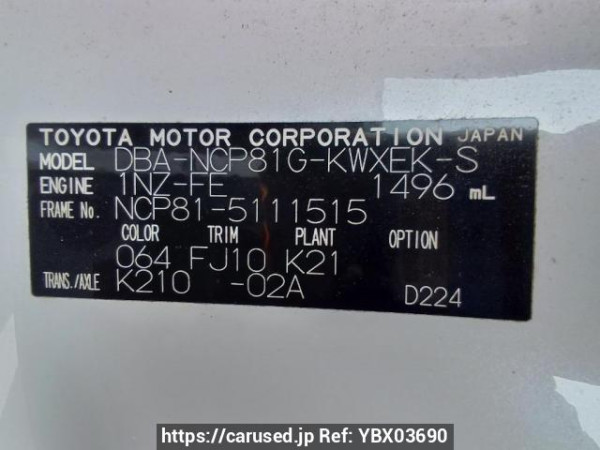 TOYOTA MOTOR CORPORATION JAPAN
MODEL DBA-NCP81G-KWXEK-S
ENGINE 1NZ-FE 1496 mL
FRAME No. NCP81-5111515
COLOR TRIM PLANT OPTION
064 FJ10 K21
TRANS./AXLE K210 -02A D224
https://carused.jp Ref: YBX03690